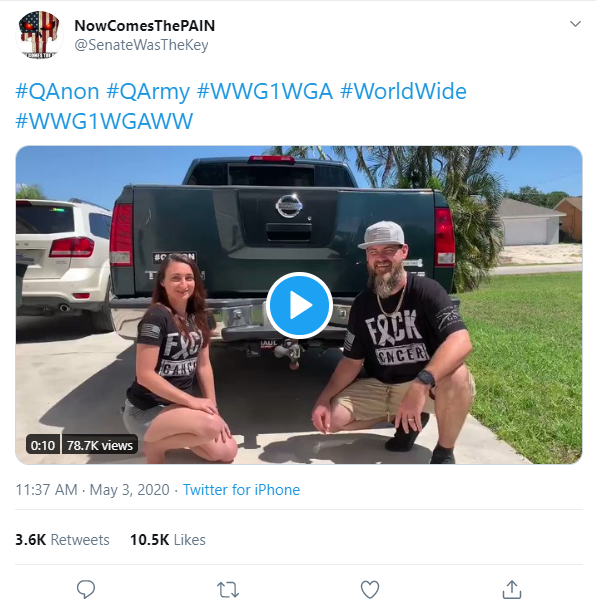 NowComesThePAIN
@SenateWasTheKey
#QAnon #QArmy #WWG1WGA #WorldWide
#WWG1WGAWW
#QANON
F CK
CANCER
F CK
CANCER
0:10 78.7K views
11:37 AM · May 3, 2020 · Twitter for iPhone
3.6K Retweets 10.5K Likes